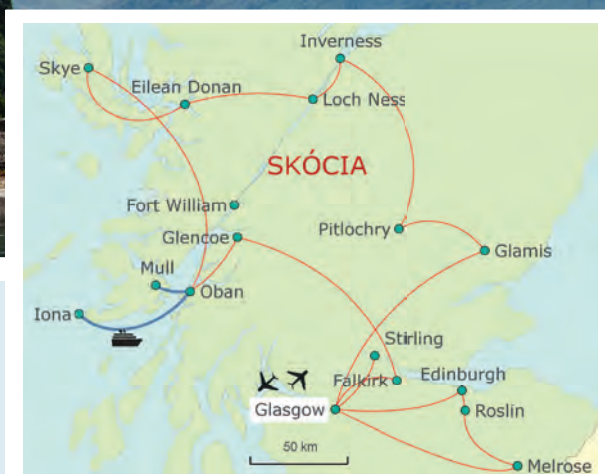 Inverness
Skye
Eilean Donan
Loch Ness
SKÓCIA
Fort William
Pitlochry
Glencoe
Glamis
Mull
Oban
Iona
Stirling
Falkirk
Edinburgh
Glasgow
Roslin
50 km
Melrose